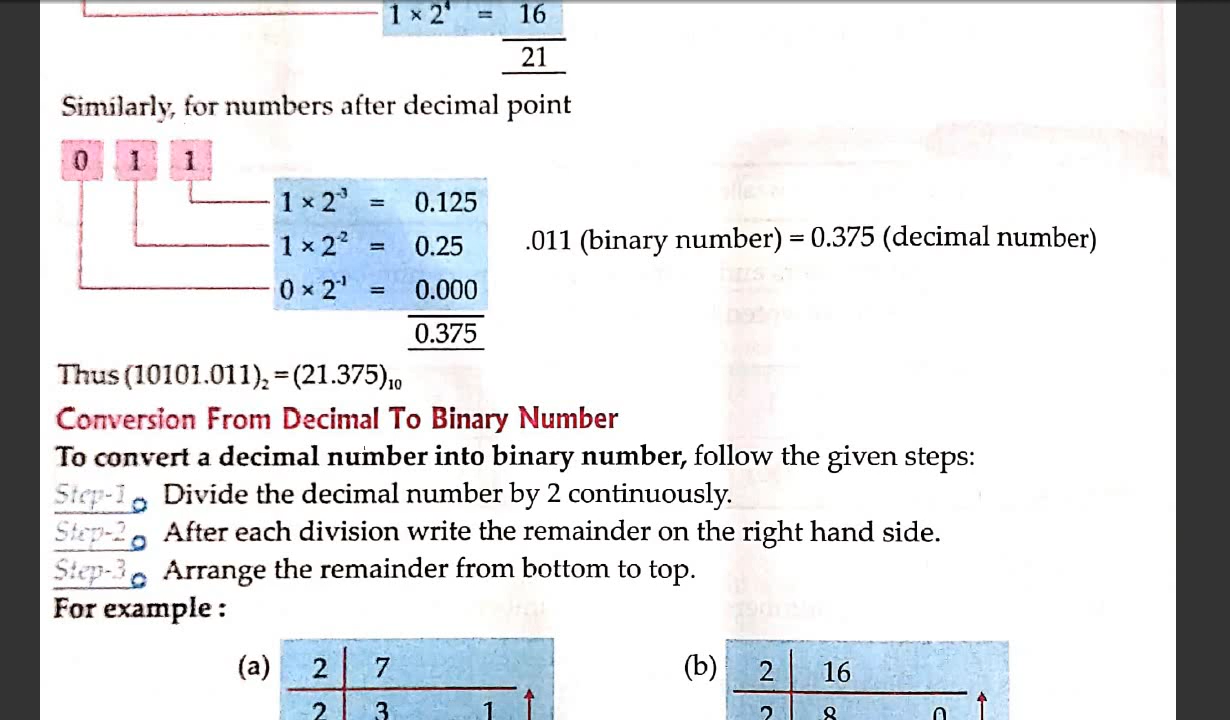 1 × 2⁴ = 16
21
Similarly, for numbers after decimal point
0 1 1
1 × 2⁻³ = 0.125
1 × 2⁻² = 0.25
.011 (binary number) = 0.375 (decimal number)
0 × 2⁻¹ = 0.000
0.375
Thus (10101.011)₂ = (21.375)₁₀
Conversion From Decimal To Binary Number
To convert a decimal number into binary number, follow the given steps:
Step-1 Divide the decimal number by 2 continuously.
Step-2 After each division write the remainder on the right hand side.
Step-3 Arrange the remainder from bottom to top.
For example :
(a) 2 7
2 3 1
(b) 2 16
2 8 0